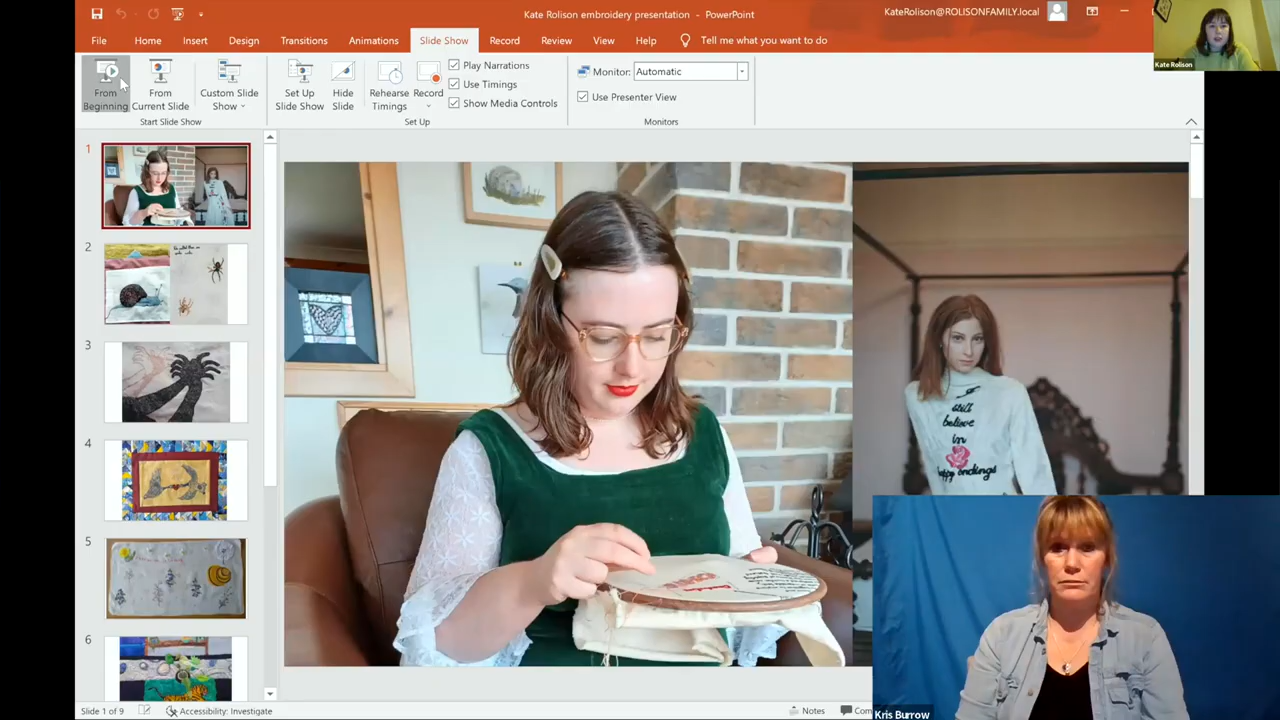 Kate Rolison embroidery presentation - PowerPoint
KateRolison@ROLISONFAMILY.local
File Home Insert Design Transitions Animations Slide Show Record Review View Help Tell me what you want to do
From Beginning
From Current Slide
Custom Slide Show
Set Up Slide Show
Hide Slide
Rehearse Timings
Record
Play Narrations
Use Timings
Show Media Controls
Monitor: Automatic
Use Presenter View
Start Slide Show
Set Up
Monitors
Kate Rolison
1
2
3
4
5
6
I still
believe
in
happy endings
Slide 1 of 9
Accessibility: Investigate
Notes
Com
Kris Burrow